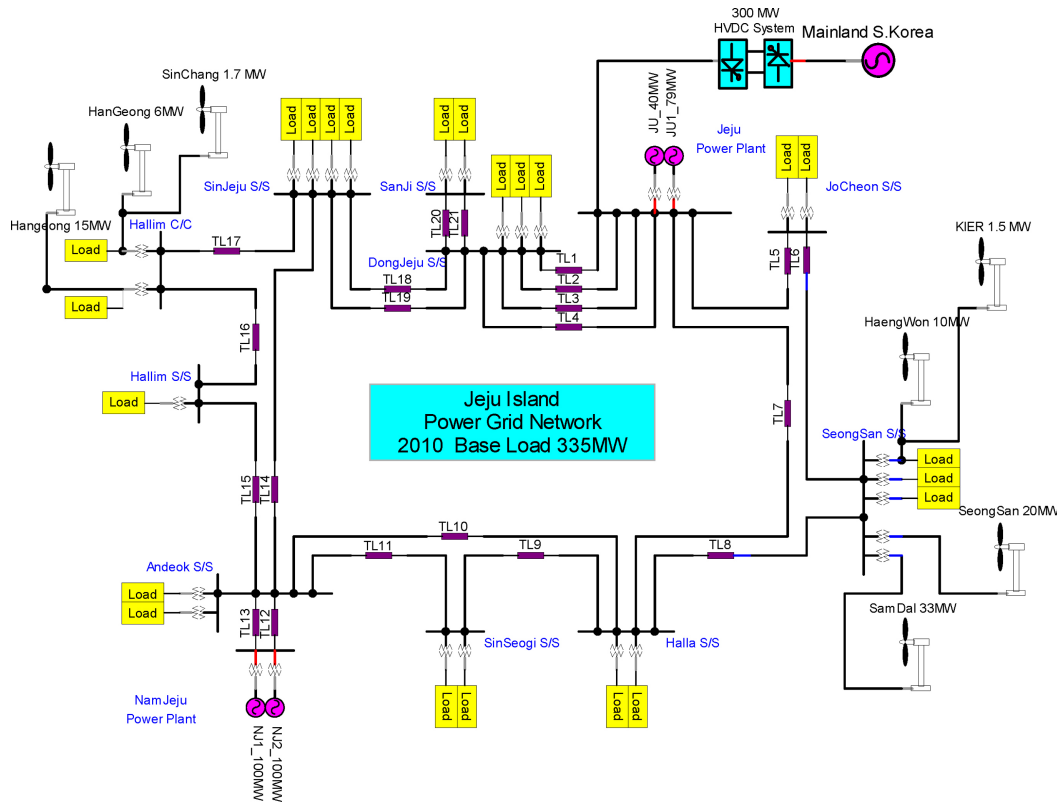 300 MW
HVDC System
Mainland S.Korea
SinChang 1.7 MW
HanGeong 6MW
Hangeong 15MW
Hallim C/C
Load
Load
TL17
TL16
Load
Load
Load
Load
SinJeju S/S
Load
Load
SanJi S/S
TL20
TL21
DongJeju S/S
TL18
TL19
Load
Load
Load
TL1
TL2
TL3
TL4
JU_40MW
JU1_79MW
Jeju
Power Plant
Load
Load
JoCheon S/S
TL5
TL6
KIER 1.5 MW
HaengWon 10MW
Hallim S/S
Load
Jeju Island
Power Grid Network
2010 Base Load 335MW
TL7
SeongSan S/S
Load
Load
Load
SeongSan 20MW
TL15
TL14
TL10
TL11
TL9
TL8
Andeok S/S
Load
Load
TL13
TL12
SamDal 33MW
SinSeogi S/S
Halla S/S
Load
Load
Load
Load
NamJeju
Power Plant
NJ1_100MW
NJ2_100MW